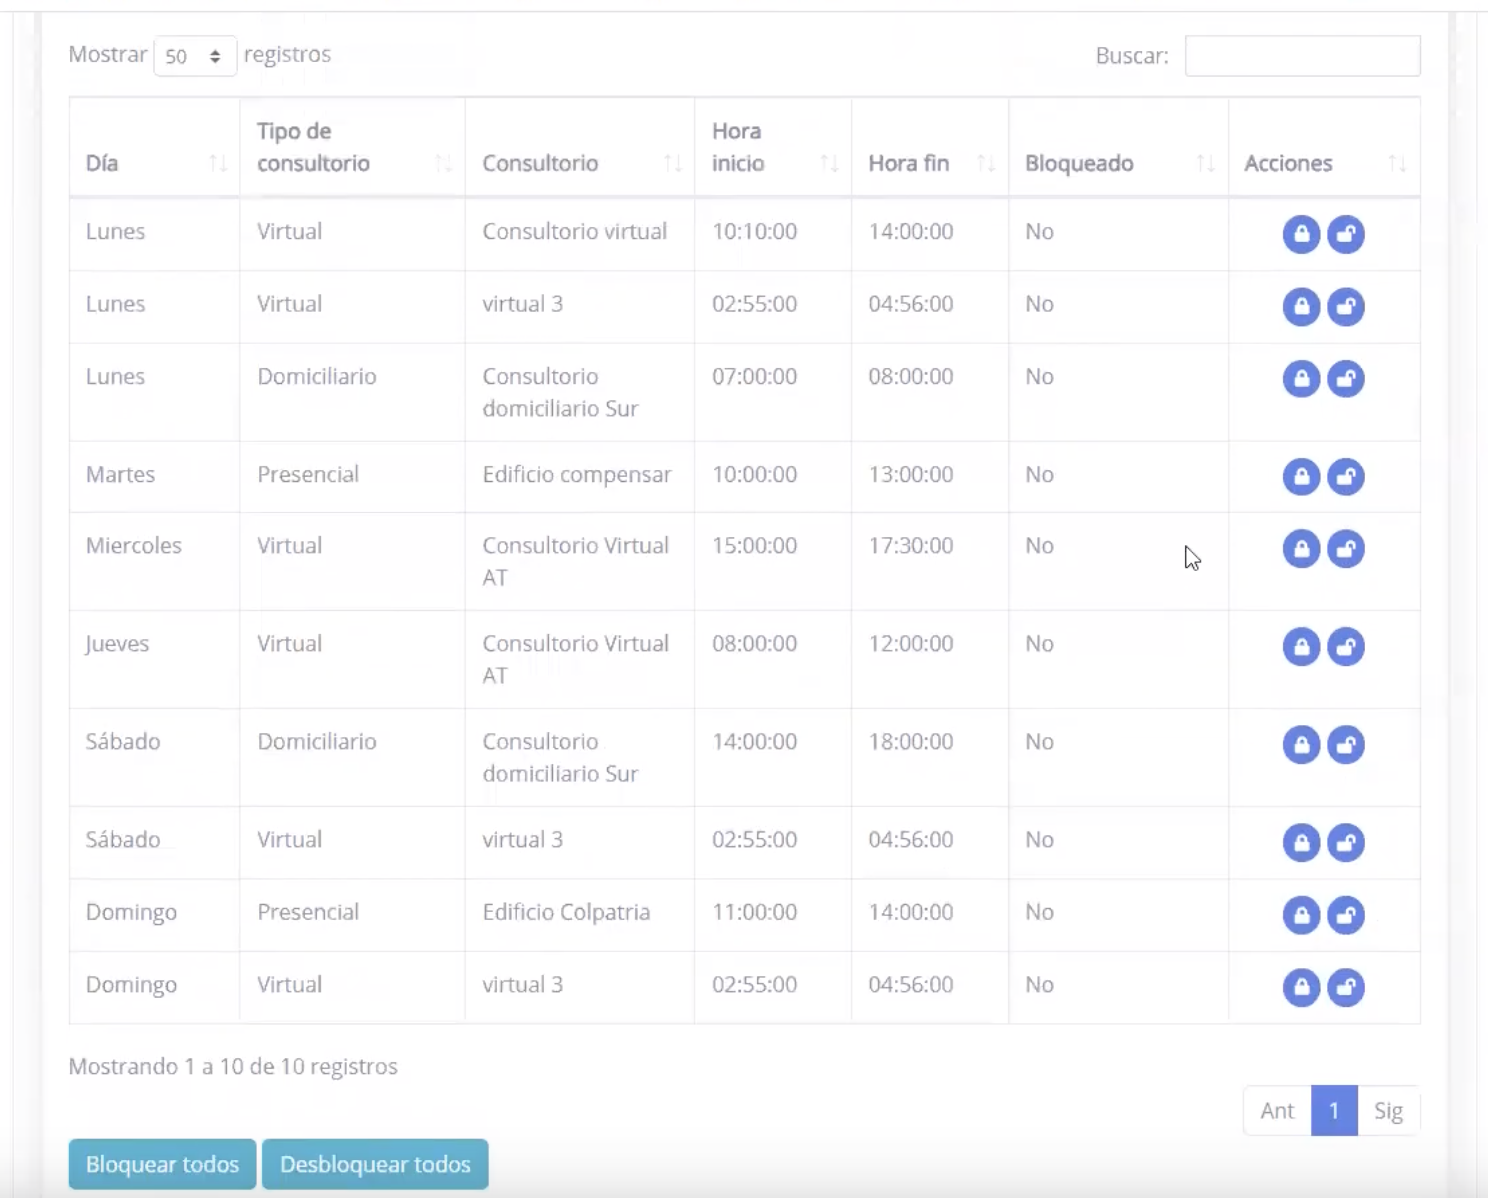 Mostrar 50 registros Buscar:
Día Tipo de consultorio Consultorio Hora inicio Hora fin Bloqueado Acciones
Lunes Virtual Consultorio virtual 10:10:00 14:00:00 No
Lunes Virtual virtual 3 02:55:00 04:56:00 No
Lunes Domiciliario Consultorio domiciliario Sur 07:00:00 08:00:00 No
Martes Presencial Edificio compensar 10:00:00 13:00:00 No
Miercoles Virtual Consultorio Virtual AT 15:00:00 17:30:00 No
Jueves Virtual Consultorio Virtual AT 08:00:00 12:00:00 No
Sábado Domiciliario Consultorio domiciliario Sur 14:00:00 18:00:00 No
Sábado Virtual virtual 3 02:55:00 04:56:00 No
Domingo Presencial Edificio Colpatria 11:00:00 14:00:00 No
Domingo Virtual virtual 3 02:55:00 04:56:00 No
Mostrando 1 a 10 de 10 registros
Ant 1 Sig
Bloquear todos Desbloquear todos